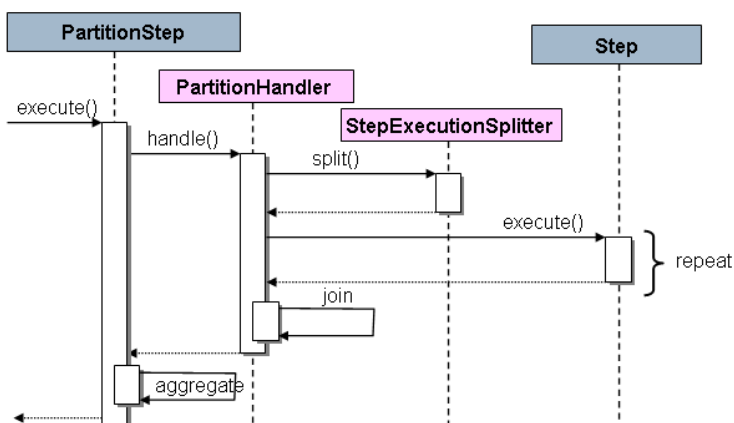 PartitionStep
Step
PartitionHandler
StepExecutionSplitter
execute()
handle()
split()
execute()
repeat
join
aggregate